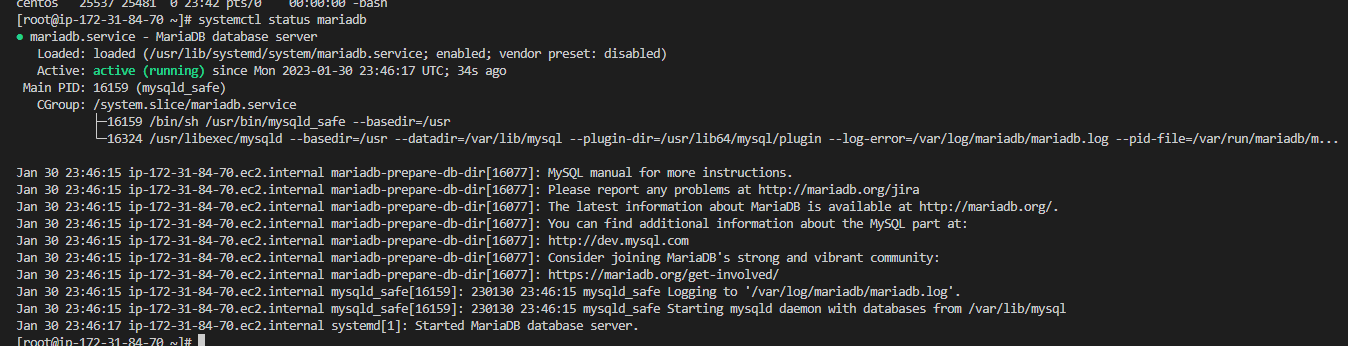 centos   25537 25481  0 23:42 pts/0    00:00:00 -bash
[root@ip-172-31-84-70 ~]# systemctl status mariadb
● mariadb.service - MariaDB database server
   Loaded: loaded (/usr/lib/systemd/system/mariadb.service; enabled; vendor preset: disabled)
   Active: active (running) since Mon 2023-01-30 23:46:17 UTC; 34s ago
 Main PID: 16159 (mysqld_safe)
   CGroup: /system.slice/mariadb.service
           ├─16159 /bin/sh /usr/bin/mysqld_safe --basedir=/usr
           └─16324 /usr/libexec/mysqld --basedir=/usr --datadir=/var/lib/mysql --plugin-dir=/usr/lib64/mysql/plugin --log-error=/var/log/mariadb/mariadb.log --pid-file=/var/run/mariadb/m...
Jan 30 23:46:15 ip-172-31-84-70.ec2.internal mariadb-prepare-db-dir[16077]: MySQL manual for more instructions.
Jan 30 23:46:15 ip-172-31-84-70.ec2.internal mariadb-prepare-db-dir[16077]: Please report any problems at http://mariadb.org/jira
Jan 30 23:46:15 ip-172-31-84-70.ec2.internal mariadb-prepare-db-dir[16077]: The latest information about MariaDB is available at http://mariadb.org/.
Jan 30 23:46:15 ip-172-31-84-70.ec2.internal mariadb-prepare-db-dir[16077]: You can find additional information about the MySQL part at:
Jan 30 23:46:15 ip-172-31-84-70.ec2.internal mariadb-prepare-db-dir[16077]: http://dev.mysql.com
Jan 30 23:46:15 ip-172-31-84-70.ec2.internal mariadb-prepare-db-dir[16077]: Consider joining MariaDB's strong and vibrant community:
Jan 30 23:46:15 ip-172-31-84-70.ec2.internal mariadb-prepare-db-dir[16077]: https://mariadb.org/get-involved/
Jan 30 23:46:15 ip-172-31-84-70.ec2.internal mysqld_safe[16159]: 230130 23:46:15 mysqld_safe Logging to '/var/log/mariadb/mariadb.log'.
Jan 30 23:46:15 ip-172-31-84-70.ec2.internal mysqld_safe[16159]: 230130 23:46:15 mysqld_safe Starting mysqld daemon with databases from /var/lib/mysql
Jan 30 23:46:17 ip-172-31-84-70.ec2.internal systemd[1]: Started MariaDB database server.
[root@ip-172-31-84-70 ~]#